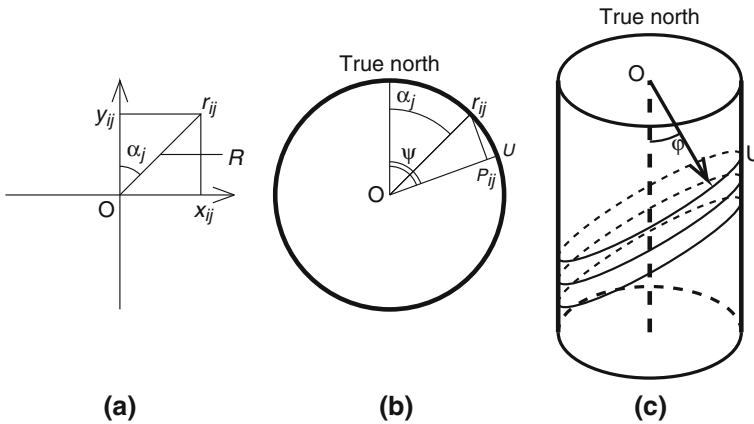 True north
True north
y_ij r_ij
α_j
R
O
x_ij
α_j r_ij
ψ U
P_ij
O
O
φ
U
(a) (b) (c)